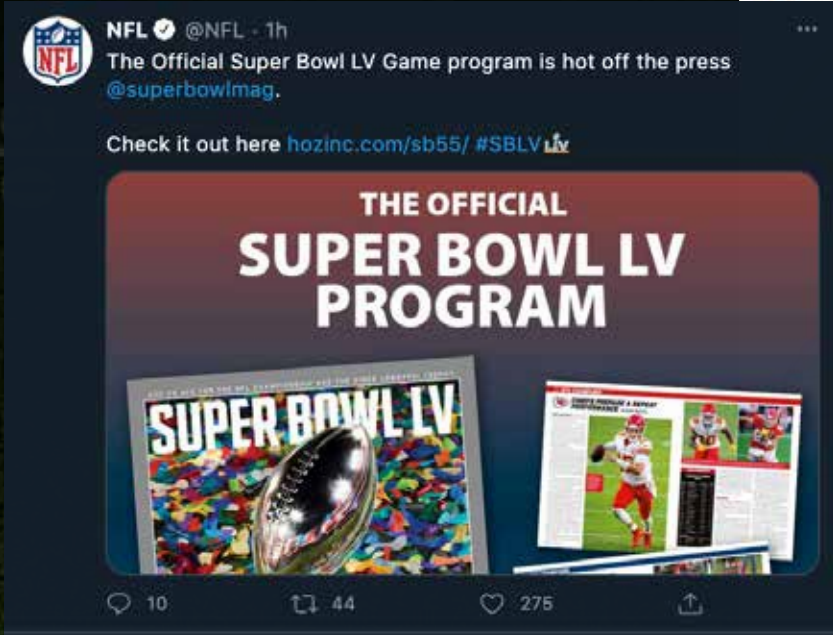 NFL @NFL · 1h
The Official Super Bowl LV Game program is hot off the press
@superbowlmag.
Check it out here hozinc.com/sb55/ #SBLV
NFL
THE OFFICIAL
SUPER BOWL LV
PROGRAM
SUPER BOWL LV
10 44 275